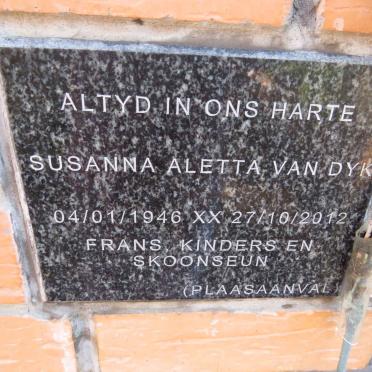 ALTYD IN ONS HARTE
SUSANNA ALETTA VAN DYK
04/01/1946 XX 27/10/2012
FRANS, KINDERS EN
SKOONSEUN
(PLAASAANVAL)